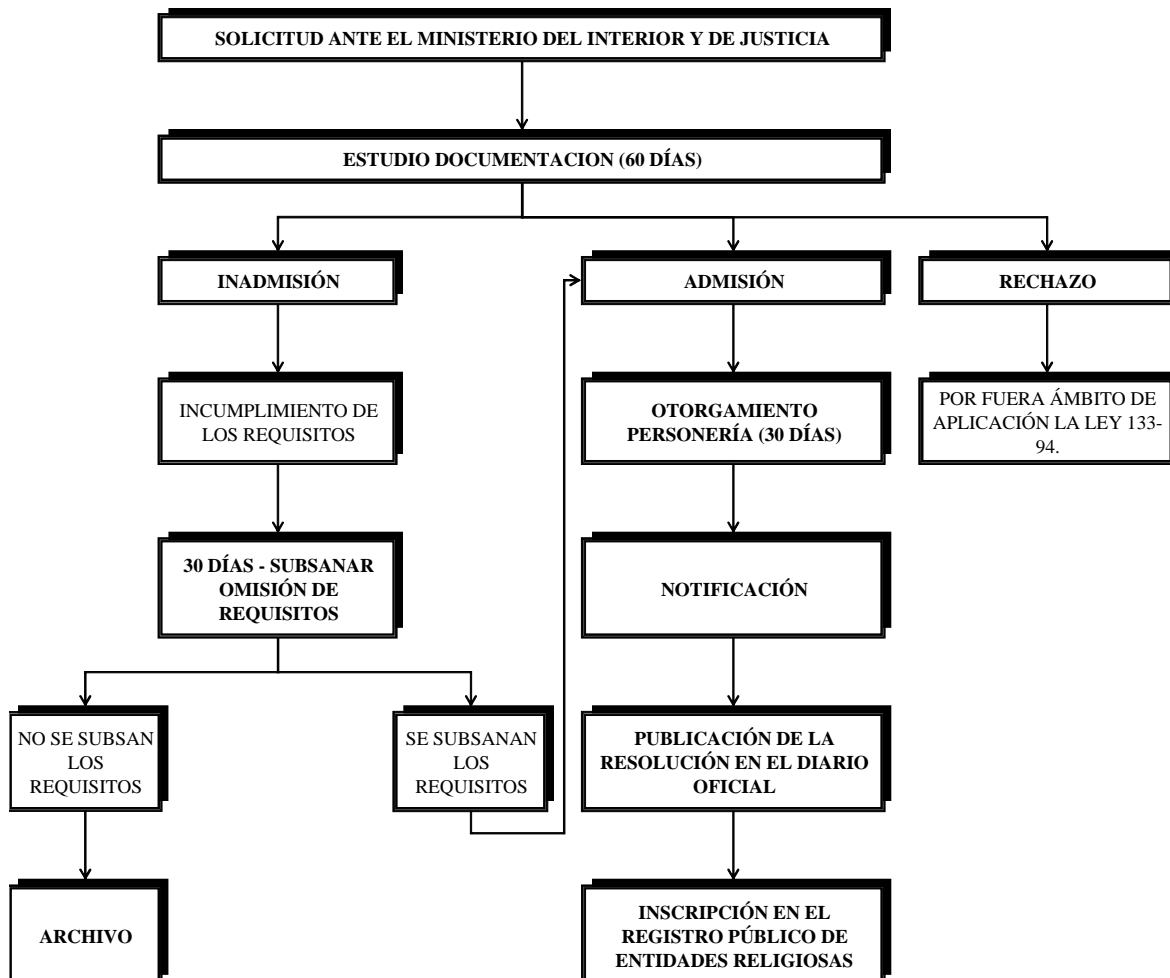 SOLICITUD ANTE EL MINISTERIO DEL INTERIOR Y DE JUSTICIA
ESTUDIO DOCUMENTACION (60 DÍAS)
INADMISIÓN
ADMISIÓN
RECHAZO
INCUMPLIMIENTO DE
LOS REQUISITOS
OTORGAMIENTO
PERSONERÍA (30 DÍAS)
POR FUERA ÁMBITO DE
APLICACIÓN LA LEY 133-
94.
30 DÍAS - SUBSANAR
OMISIÓN DE
REQUISITOS
NOTIFICACIÓN
NO SE SUBSAN
LOS
REQUISITOS
SE SUBSANAN
LOS
REQUISITOS
PUBLICACIÓN DE LA
RESOLUCIÓN EN EL DIARIO
OFICIAL
ARCHIVO
INSCRIPCIÓN EN EL
REGISTRO PÚBLICO DE
ENTIDADES RELIGIOSAS